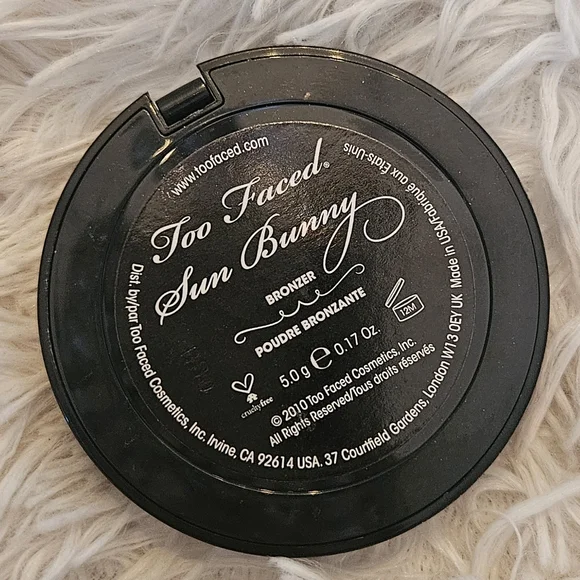 www.toofaced.com
Too Faced®
Sun Bunny
BRONZER
POUDRE BRONZANTE
5.0 g e 0.17 Oz.
12M
crueltyfree
© 2010 Too Faced Cosmetics, Inc.
All Rights Reserved/Tous droits réservés
Dist. by/par Too Faced Cosmetics, Inc. Irvine, CA 92614 USA. 37 Courtfield Gardens, London W13 OEY UK Made in USA/Fabriqué aux États-Unis